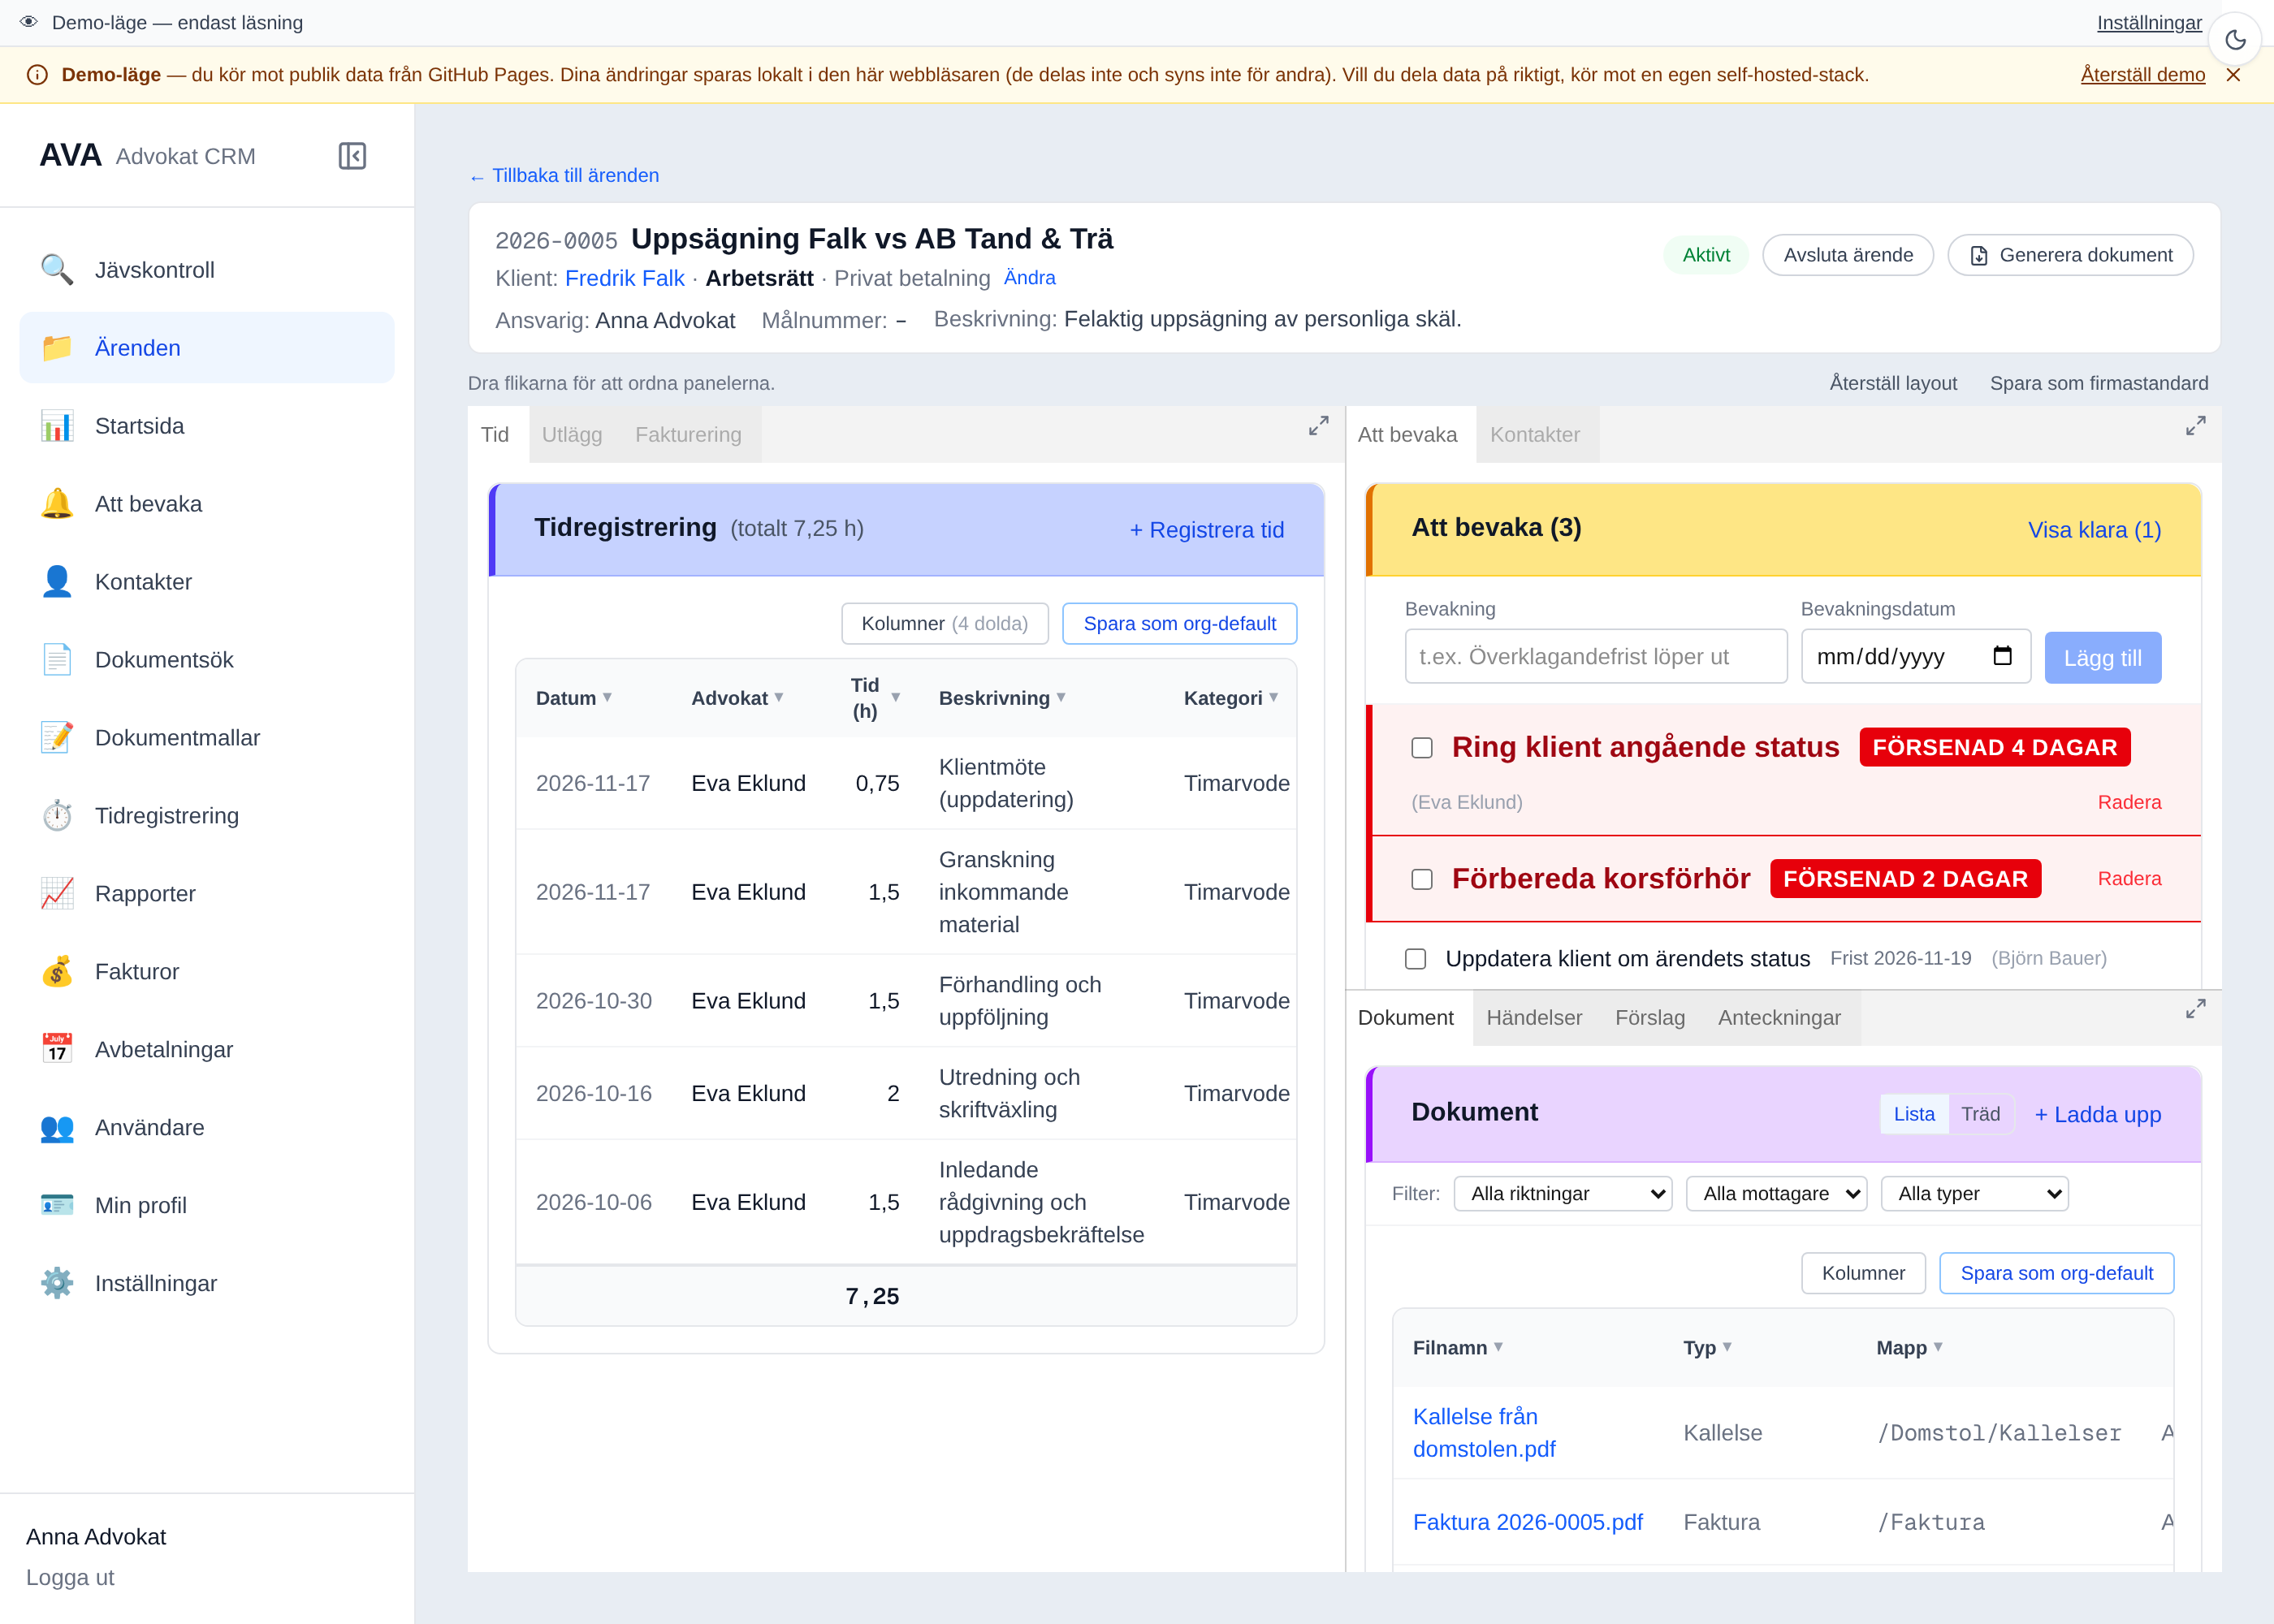 Demo-läge — endast läsning
Inställningar
Demo-läge — du kör mot publik data från GitHub Pages. Dina ändringar sparas lokalt i den här webbläsaren (de delas inte och syns inte för andra). Vill du dela data på riktigt, kör mot en egen self-hosted-stack.
Återställ demo
AVA Advokat CRM
Jävskontroll
Ärenden
Startsida
Att bevaka
Kontakter
Dokumentsök
Dokumentmallar
Tidregistrering
Rapporter
Fakturor
Avbetalningar
Användare
Min profil
Inställningar
Anna Advokat
Logga ut
← Tillbaka till ärenden
2026-0005 Uppsägning Falk vs AB Tand & Trä
Klient: Fredrik Falk · Arbetsrätt · Privat betalning Ändra
Ansvarig: Anna Advokat Målnummer: – Beskrivning: Felaktig uppsägning av personliga skäl.
Aktivt
Avsluta ärende
Generera dokument
Dra flikarna för att ordna panelerna.
Återställ layout
Spara som firmastandard
Tid Utlägg Fakturering
Tidregistrering (totalt 7,25 h)
+ Registrera tid
Kolumner (4 dolda)
Spara som org-default
Datum Advokat Tid (h) Beskrivning Kategori
2026-11-17 Eva Eklund 0,75 Klientmöte (uppdatering) Timarvode
2026-11-17 Eva Eklund 1,5 Granskning inkommande material Timarvode
2026-10-30 Eva Eklund 1,5 Förhandling och uppföljning Timarvode
2026-10-16 Eva Eklund 2 Utredning och skriftväxling Timarvode
2026-10-06 Eva Eklund 1,5 Inledande rådgivning och uppdragsbekräftelse Timarvode
7,25
Att bevaka Kontakter
Att bevaka (3)
Visa klara (1)
Bevakning
Bevakningsdatum
t.ex. Överklagandefrist löper ut
mm/dd/yyyy
Lägg till
Ring klient angående status FÖRSENAD 4 DAGAR
(Eva Eklund)
Radera
Förbereda korsförhör FÖRSENAD 2 DAGAR
Radera
Uppdatera klient om ärendets status Frist 2026-11-19 (Björn Bauer)
Dokument Händelser Förslag Anteckningar
Dokument
Lista Träd
+ Ladda upp
Filter: Alla riktningar Alla mottagare Alla typer
Kolumner
Spara som org-default
Filnamn Typ Mapp
Kallelse från domstolen.pdf Kallelse /Domstol/Kallelser
Faktura 2026-0005.pdf Faktura /Faktura